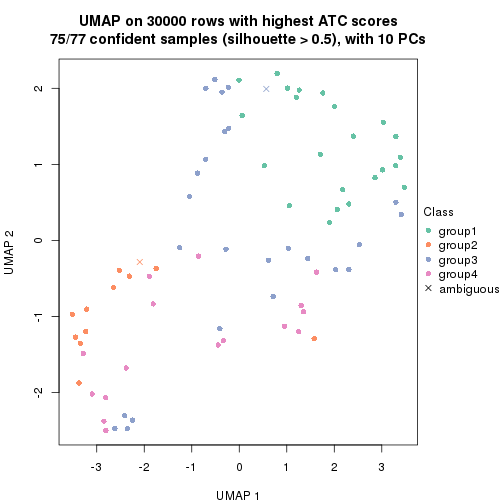 UMAP on 30000 rows with highest ATC scores
75/77 confident samples (silhouette > 0.5), with 10 PCs
2
1
0
-1
-2
UMAP 2
-3
-2
-1
0
1
2
3
UMAP 1
Class
group1
group2
group3
group4
ambiguous